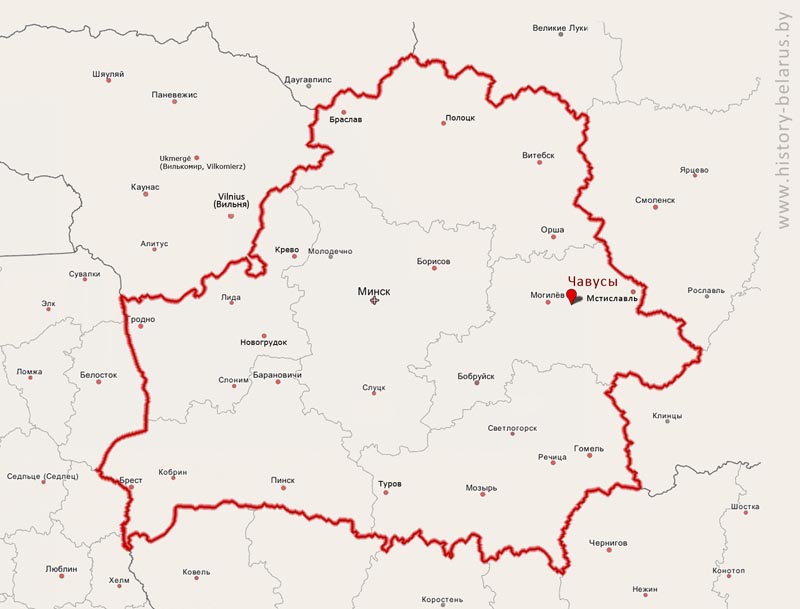 Великие Луки
www.history-belarus.by
Шяуляй
Даугавпилс
Паневежис
Браслав
Полоцк
Ukmergė
(Вилькомир, Vilkomierz)
Витебск
Ярцево
Каунас
Vilnius
(Вильня)
Смоленск
Алитус
Крево
Молодечно
Орша
Борисов
Сувалки
Чавусы
Минск
Лида
Могилёв
Мстиславль
Рославль
Элк
Гродно
Новогрудок
Ломжа
Белосток
Слоним
Барановичи
Слуцк
Бобруйск
Клинцы
Светлогорск
Речица
Гомель
Седльце (Седлец)
Брест
Кобрин
Пинск
Туров
Мозырь
Шостка
Чернигов
Люблин
Хелм
Ковель
Коростень
Нежин
Конотоп